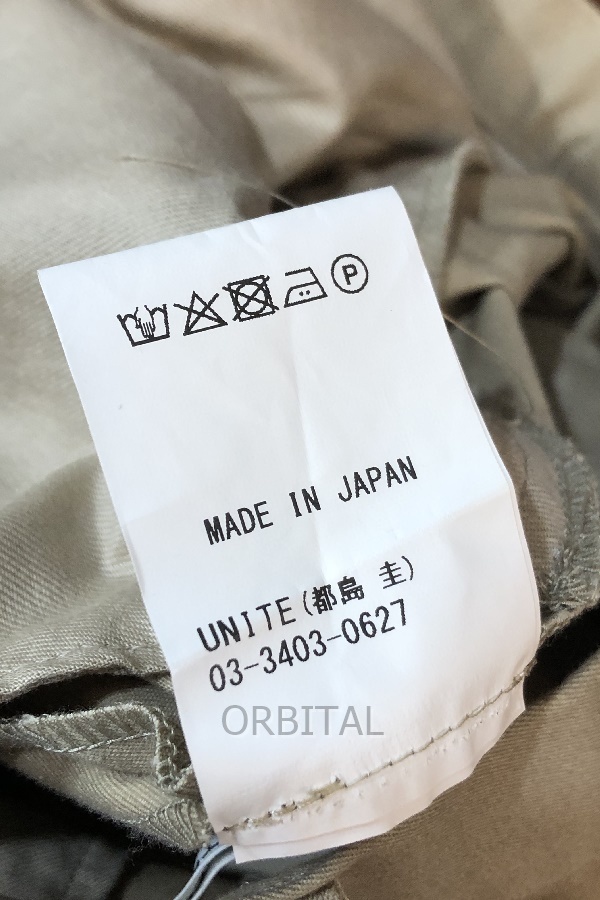 P
MADE IN JAPAN
UNITE(都島 圭)
03-3403-0627
ORBITAL